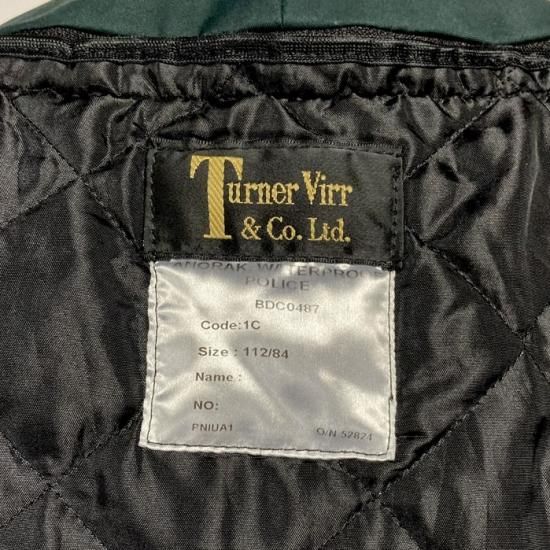 Turner Virr
& Co. Ltd.
ANORAK WATERPROOF
POLICE
BDC0487
Code:1C
Size : 112/84
Name :
NO:
PNIUA1 O/N 52824